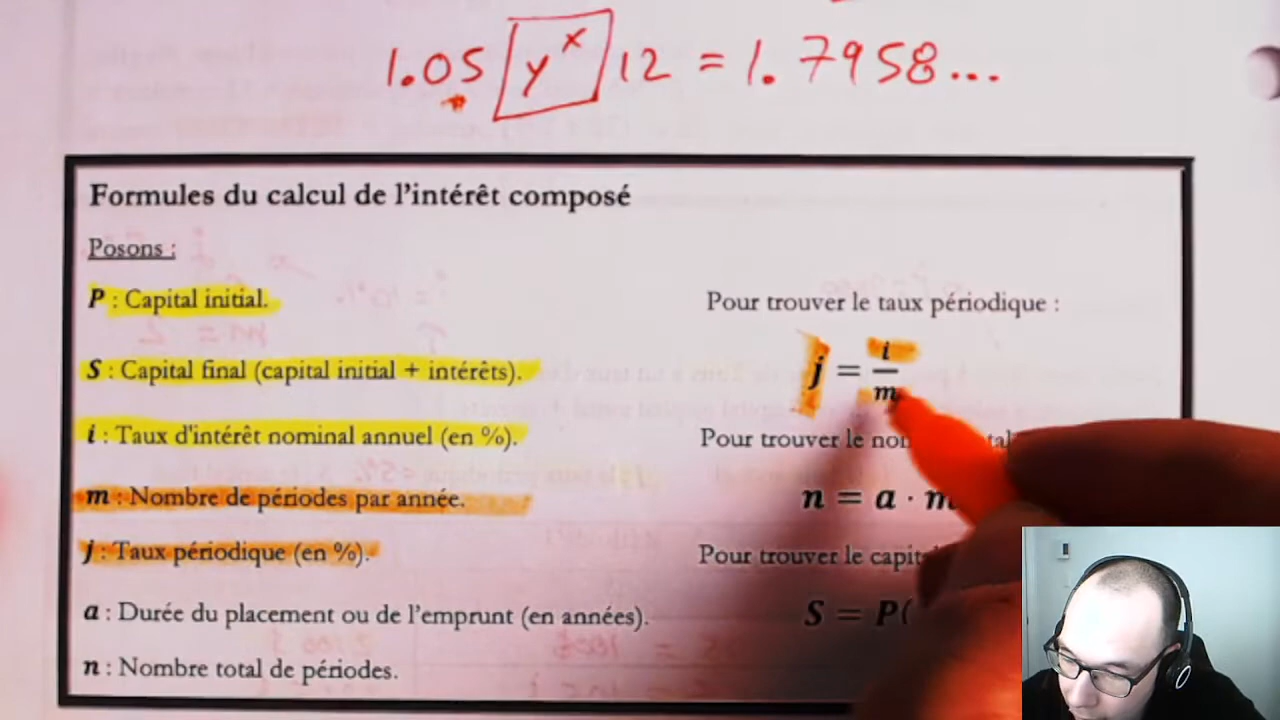 1.05 yˣ 12 = 1.7958...
Formules du calcul de l'intérêt composé
Posons :
P : Capital initial.
S : Capital final (capital initial + intérêts).
i : Taux d'intérêt nominal annuel (en %).
m : Nombre de périodes par année.
j : Taux périodique (en %).
a : Durée du placement ou de l'emprunt (en années).
n : Nombre total de périodes.
Pour trouver le taux périodique :
j = i/m
Pour trouver le
n = a · m
Pour trouver le
S = P(